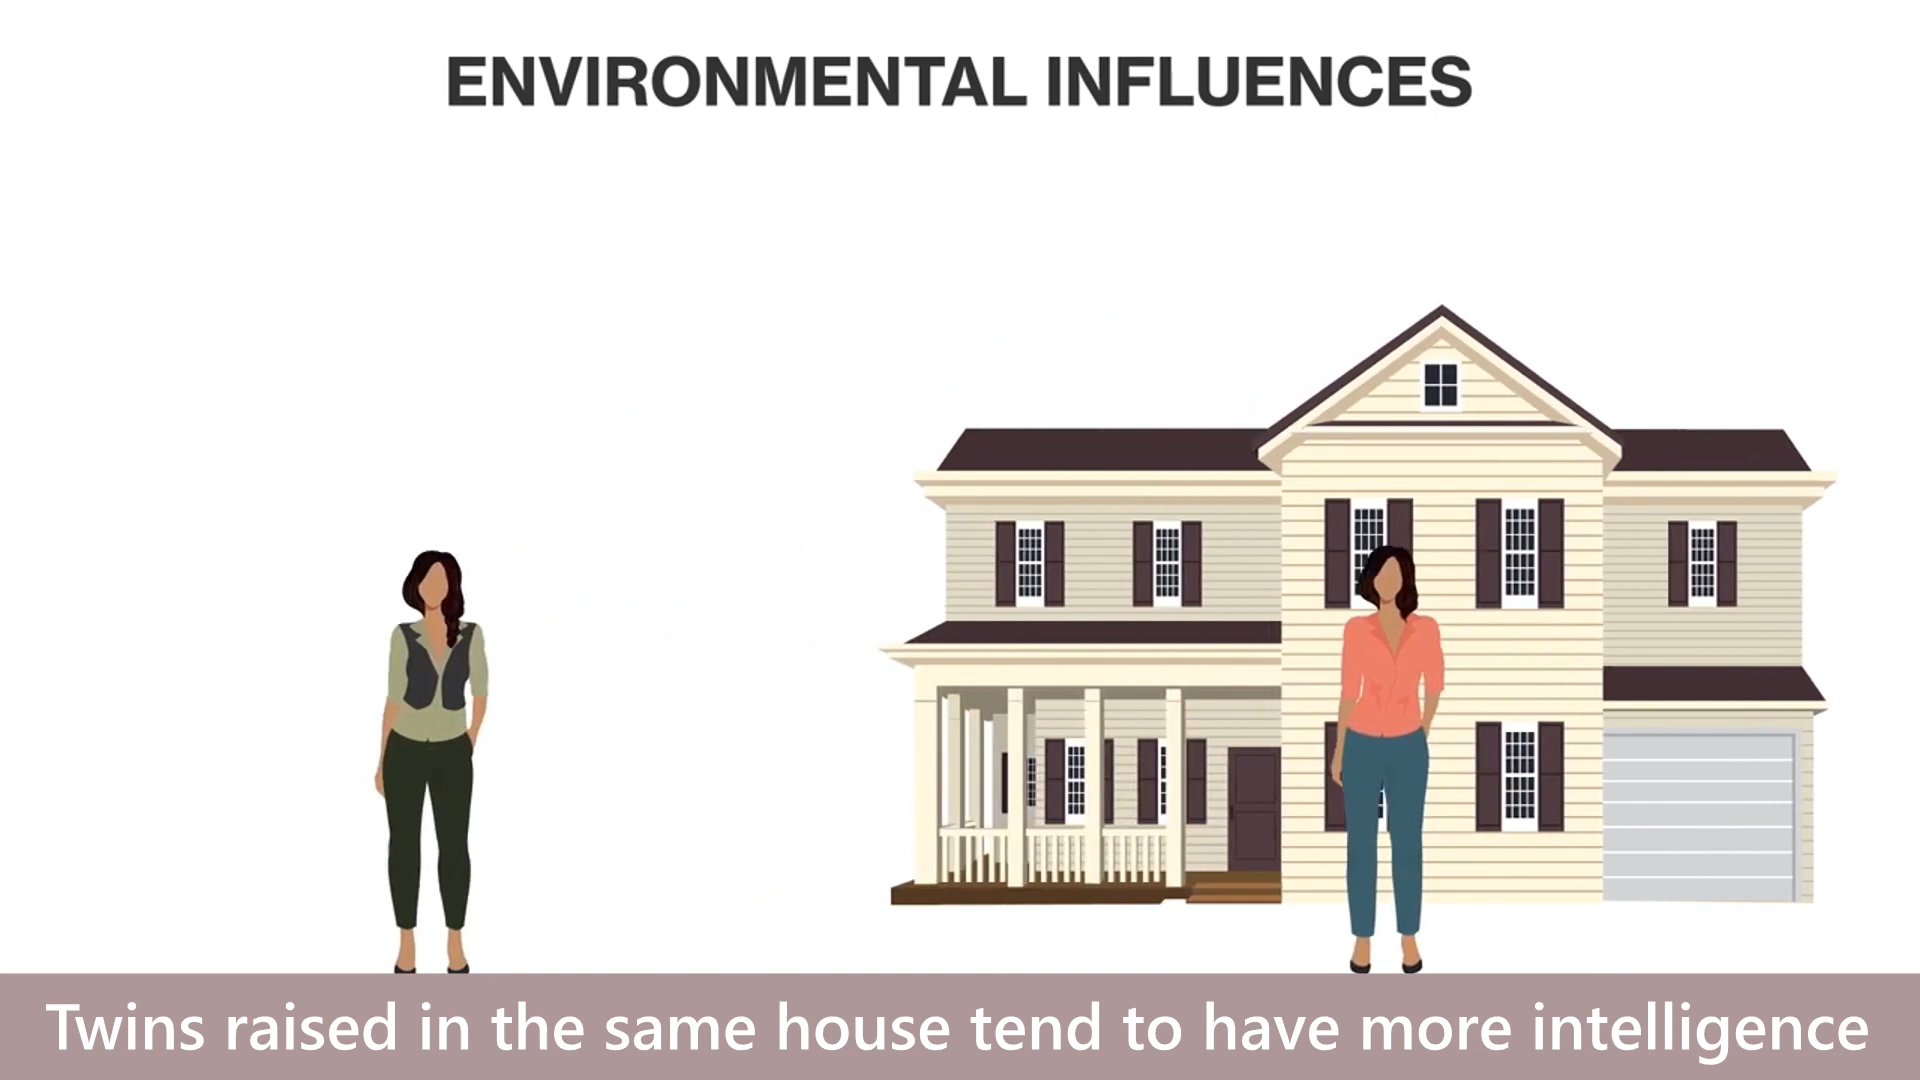 ENVIRONMENTAL INFLUENCES
Twins raised in the same house tend to have more intelligence